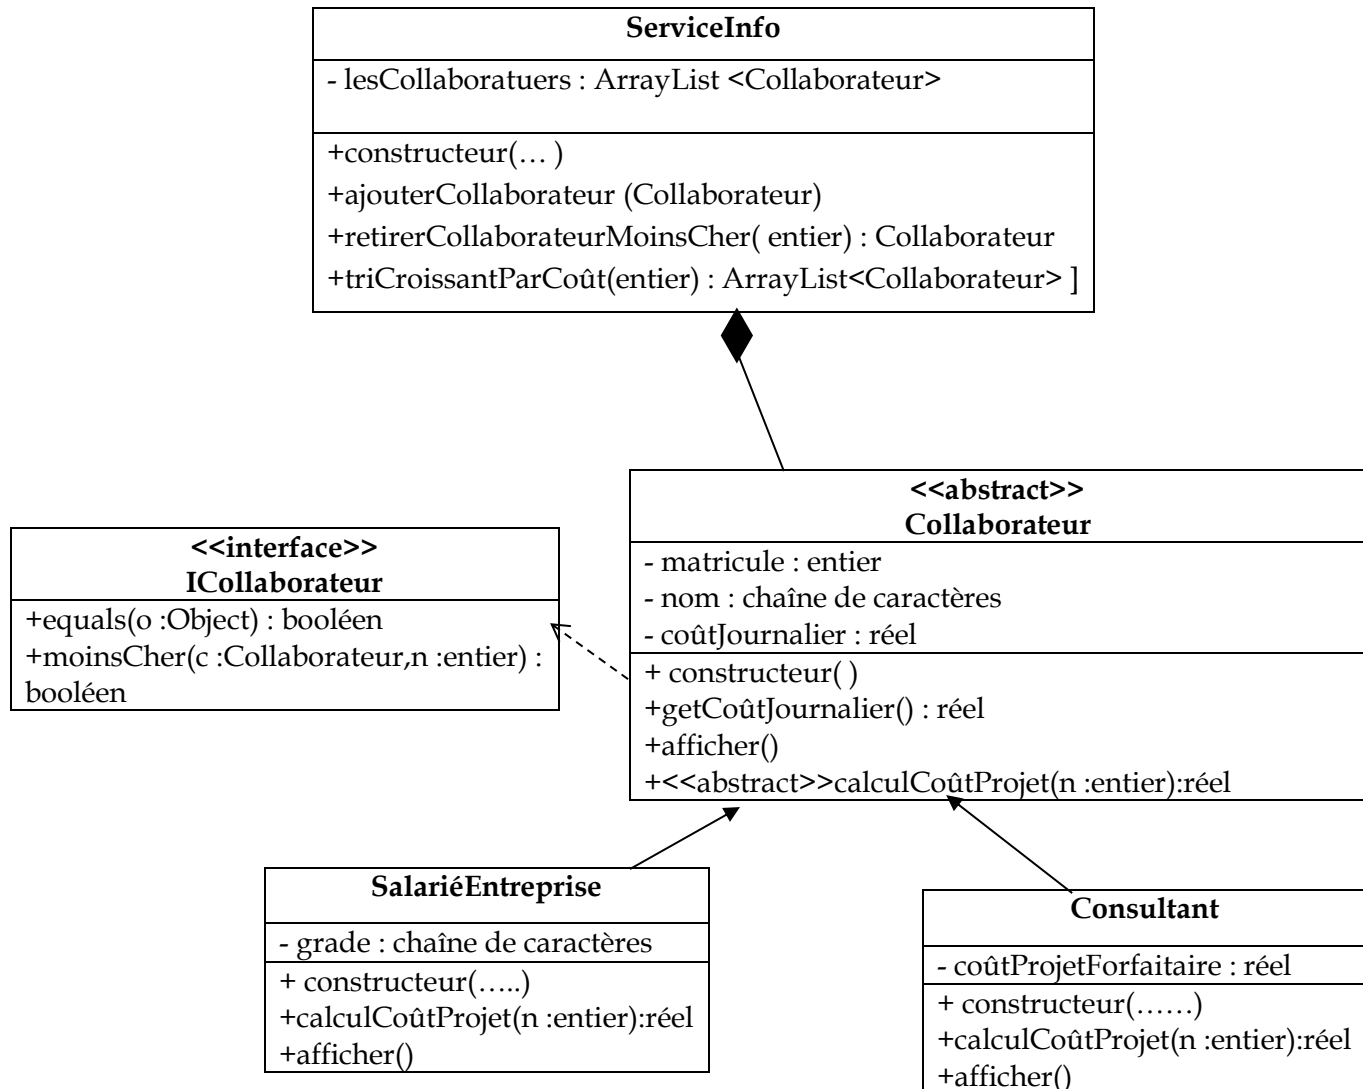 ServiceInfo
- lesCollaboratuers : ArrayList <Collaborateur>
+constructeur(… )
+ajouterCollaborateur (Collaborateur)
+retirerCollaborateurMoinsCher( entier) : Collaborateur
+triCroissantParCoût(entier) : ArrayList<Collaborateur> ]
<<abstract>>
Collaborateur
- matricule : entier
- nom : chaîne de caractères
- coûtJournalier : réel
+ constructeur( )
+getCoûtJournalier() : réel
+afficher()
+<<abstract>>calculCoûtProjet(n :entier):réel
<<interface>>
ICollaborateur
+equals(o :Object) : booléen
+moinsCher(c :Collaborateur,n :entier) :
booléen
SalariéEntreprise
- grade : chaîne de caractères
+ constructeur(…..)
+calculCoûtProjet(n :entier):réel
+afficher()
Consultant
- coûtProjetForfaitaire : réel
+ constructeur(……)
+calculCoûtProjet(n :entier):réel
+afficher()